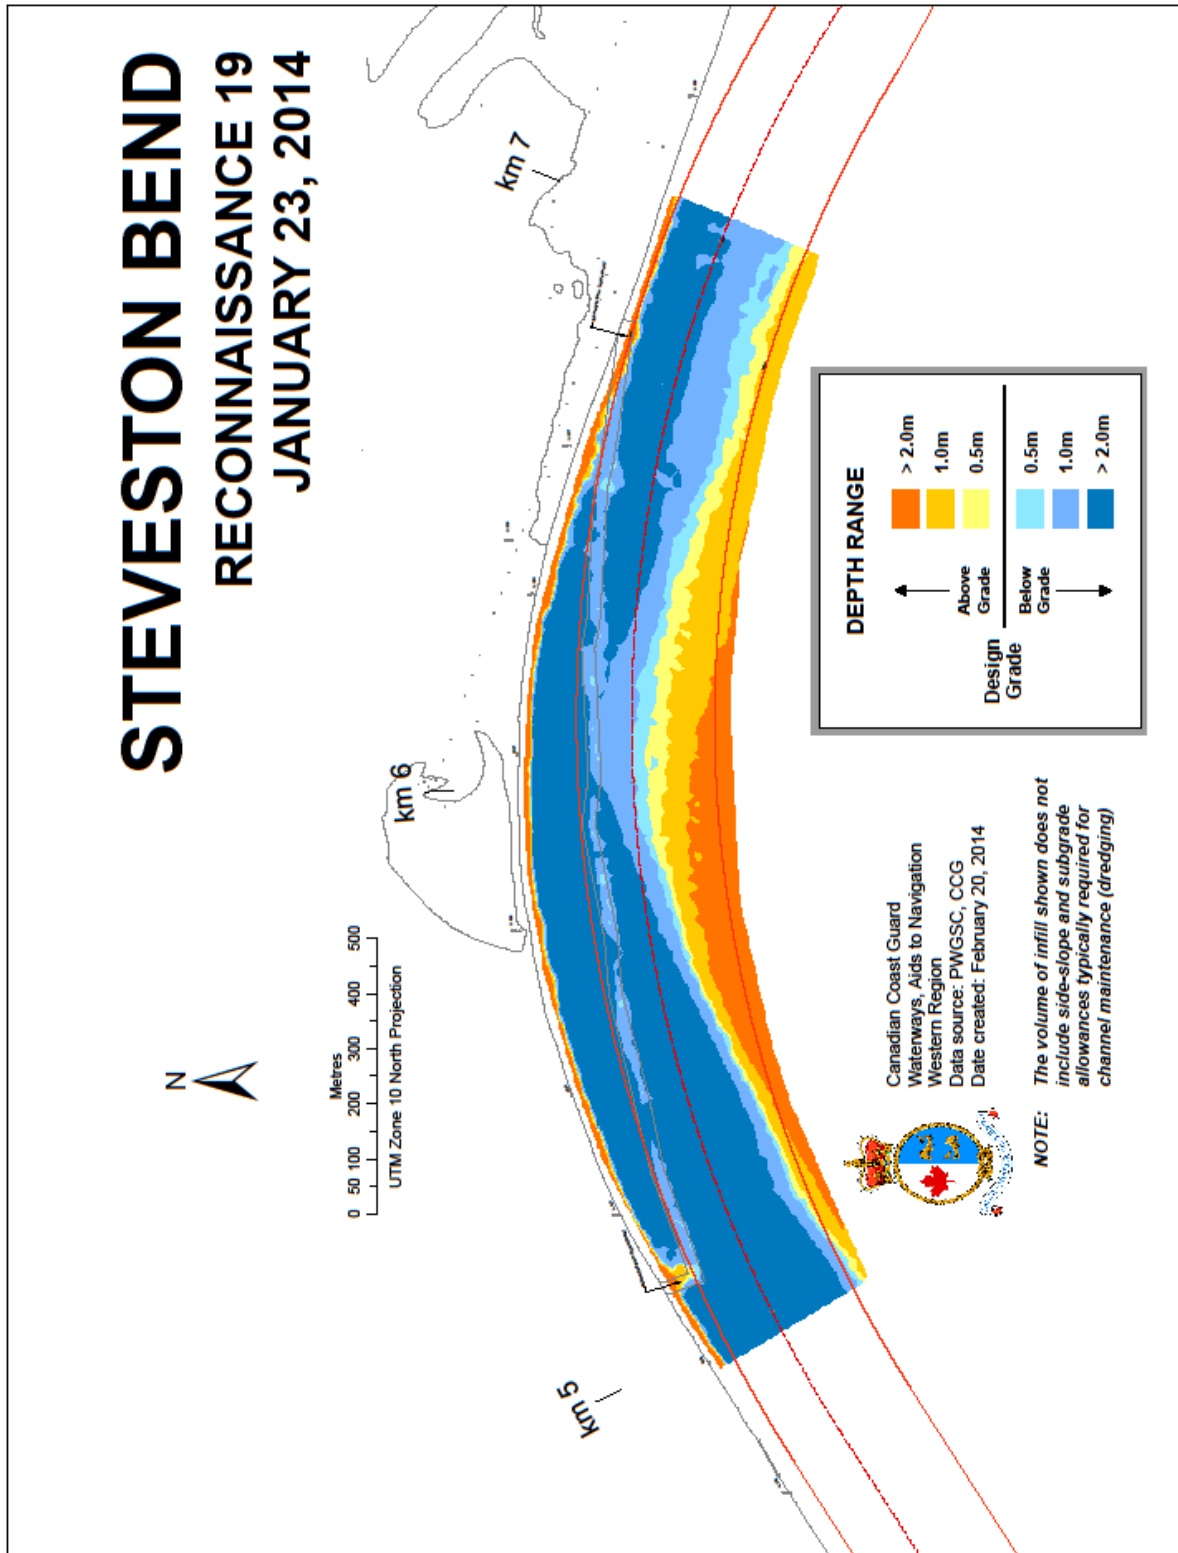 STEVESTON BEND
RECONNAISSANCE 19
JANUARY 23, 2014
N
Metres
0 50 100 200 300 400 500
UTM Zone 10 North Projection
km 5
km 6
km 7
Canadian Coast Guard
Waterways, Aids to Navigation
Western Region
Data source: PWGSC, CCG
Date created: February 20, 2014
NOTE: The volume of infill shown does not
include side-slope and subgrade
allowances typically required for
channel maintenance (dredging)
DEPTH RANGE
> 2.0m
1.0m
0.5m
Above
Grade
Design
Grade
Below
Grade
0.5m
1.0m
> 2.0m